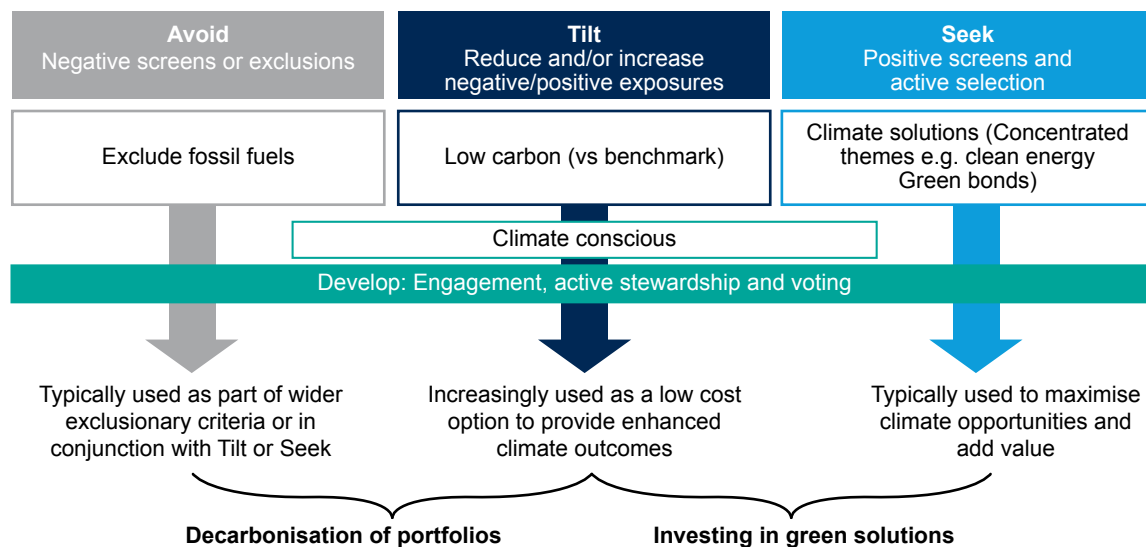 Avoid
Negative screens or exclusions
Tilt
Reduce and/or increase
negative/positive exposures
Seek
Positive screens and
active selection
Exclude fossil fuels
Low carbon (vs benchmark)
Climate solutions (Concentrated
themes e.g. clean energy
Green bonds)
Climate conscious
Develop: Engagement, active stewardship and voting
Typically used as part of wider
exclusionary criteria or in
conjunction with Tilt or Seek
Increasingly used as a low cost
option to provide enhanced
climate outcomes
Typically used to maximise
climate opportunities and
add value
Decarbonisation of portfolios
Investing in green solutions